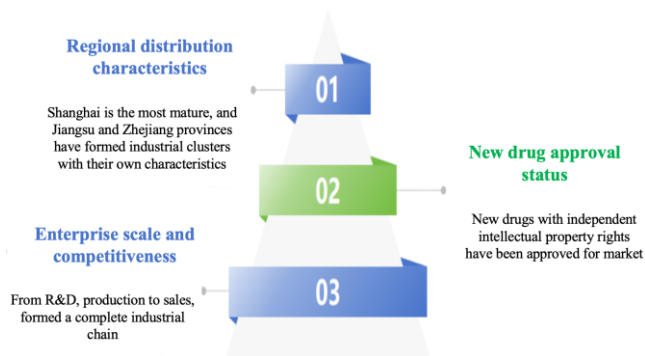 Regional distribution
characteristics
01
Shanghai is the most mature, and
Jiangsu and Zhejiang provinces
have formed industrial clusters
with their own characteristics
New drug approval
status
02
New drugs with independent
intellectual property rights
have been approved for market
Enterprise scale and
competitiveness
03
From R&D, production to sales,
formed a complete industrial
chain